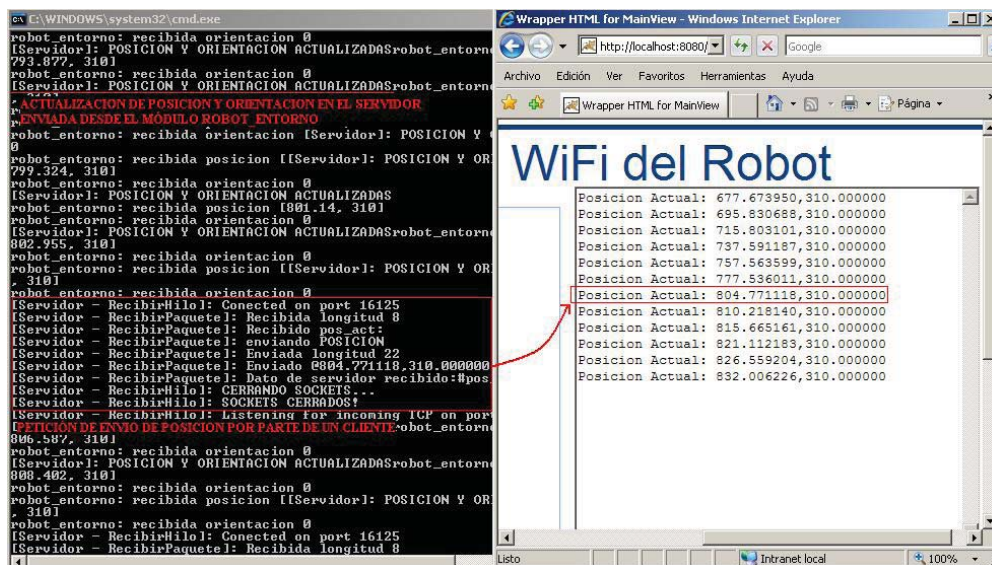 C:\WINDOWS\system32\cmd.exe
robot_entorno: recibida orientacion 0
[Servidor]: POSICION Y ORIENTACION ACTUALIZADASrobot_entorno
793.877, 310]
robot_entorno: recibida orientacion 0
[Servidor]: POSICION Y ORIENTACION ACTUALIZADASrobot_entorn
ACTUALIZACION DE POSICION Y ORIENTACION EN EL SERVIDOR
ENVIADA DESDE EL MÓDULO ROBOT_ENTORNO
robot_entorno: recibida orientacion [Servidor]: POSICION Y
0
robot_entorno: recibida posicion [[Servidor]: POSICION Y ORI
799.324, 310]
robot_entorno: recibida orientacion 0
[Servidor]: POSICION Y ORIENTACION ACTUALIZADAS
robot_entorno: recibida posicion [801.14, 310]
robot_entorno: recibida orientacion 0
[Servidor]: POSICION Y ORIENTACION ACTUALIZADASrobot_entorn
802.955, 310]
robot_entorno: recibida orientacion 0
robot_entorno: recibida posicion [[Servidor]: POSICION Y OR
, 310]
robot_entorno: recibida orientacion 0
[Servidor - RecibirHilo]: Conected on port 16125
[Servidor - RecibirPaquete]: Recibida longitud 8
[Servidor - RecibirPaquete]: Recibido pos_act:
[Servidor - RecibirPaquete]: enviando POSICION
[Servidor - RecibirPaquete]: Enviada longitud 22
[Servidor - RecibirPaquete]: Enviado @804.771118,310.000000
[Servidor - RecibirPaquete]: Dato de servidor recibido:#pos
[Servidor - RecibirHilo]: CERRANDO SOCKETS...
[Servidor - RecibirHilo]: SOCKETS CERRADOS!
[Servidor - RecibirHilo]: Listening for incoming TCP on port
PETICIÓN DE ENVIO DE POSICION POR PARTE DE UN CLIENTE robot_entorn
806.587, 310]
robot_entorno: recibida orientacion 0
[Servidor]: POSICION Y ORIENTACION ACTUALIZADASrobot_entorn
808.402, 310]
robot_entorno: recibida orientacion 0
robot_entorno: recibida posicion [[Servidor]: POSICION Y OR
, 310]
robot_entorno: recibida orientacion 0
[Servidor - RecibirHilo]: Conected on port 16125
[Servidor - RecibirPaquete]: Recibida longitud 8
Wrapper HTML for MainView - Windows Internet Explorer
http://localhost:8080/
Google
Archivo Edición Ver Favoritos Herramientas Ayuda
Wrapper HTML for MainView
Página
WiFi del Robot
Posicion Actual: 677.673950,310.000000
Posicion Actual: 695.830688,310.000000
Posicion Actual: 715.803101,310.000000
Posicion Actual: 737.591187,310.000000
Posicion Actual: 757.563599,310.000000
Posicion Actual: 777.536011,310.000000
Posicion Actual: 804.771118,310.000000
Posicion Actual: 810.218140,310.000000
Posicion Actual: 815.665161,310.000000
Posicion Actual: 821.112183,310.000000
Posicion Actual: 826.559204,310.000000
Posicion Actual: 832.006226,310.000000
Listo
Intranet local
100%